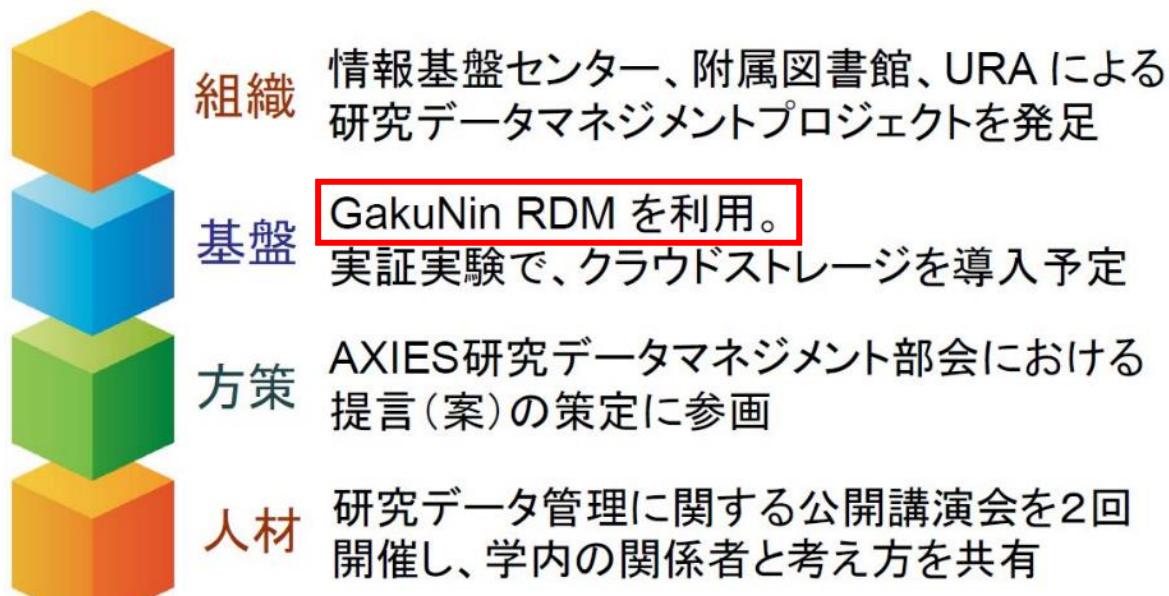 組織
情報基盤センター、附属図書館、URA による
研究データマネジメントプロジェクトを発足
基盤
GakuNin RDM を利用。
実証実験で、クラウドストレージを導入予定
方策
AXIES研究データマネジメント部会における
提言（案）の策定に参画
人材
研究データ管理に関する公開講演会を２回
開催し、学内の関係者と考え方を共有